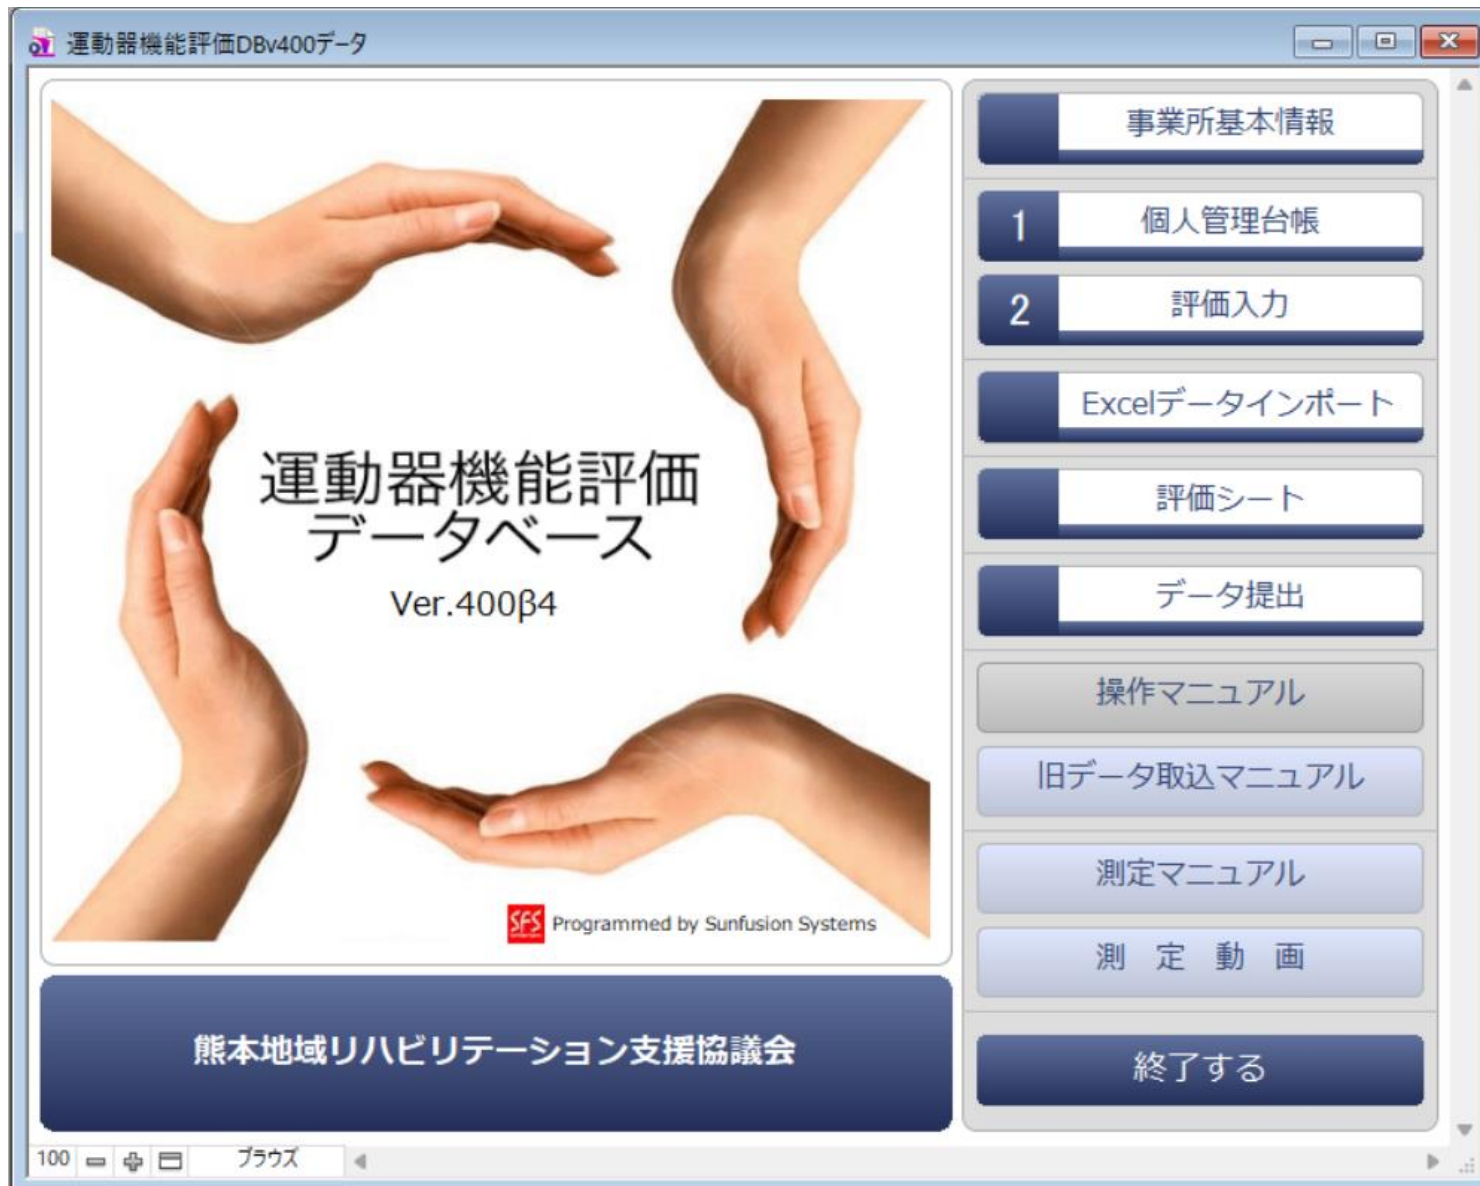 運動器機能評価DBv400データ
運動器機能評価
データベース
Ver.400β4
SFS
Programmed by Sunfusion Systems
熊本地域リハビリテーション支援協議会
事業所基本情報
1 個人管理台帳
2 評価入力
Excelデータインポート
評価シート
データ提出
操作マニュアル
旧データ取込マニュアル
測定マニュアル
測 定 動 画
終了する
100 ブラウズ